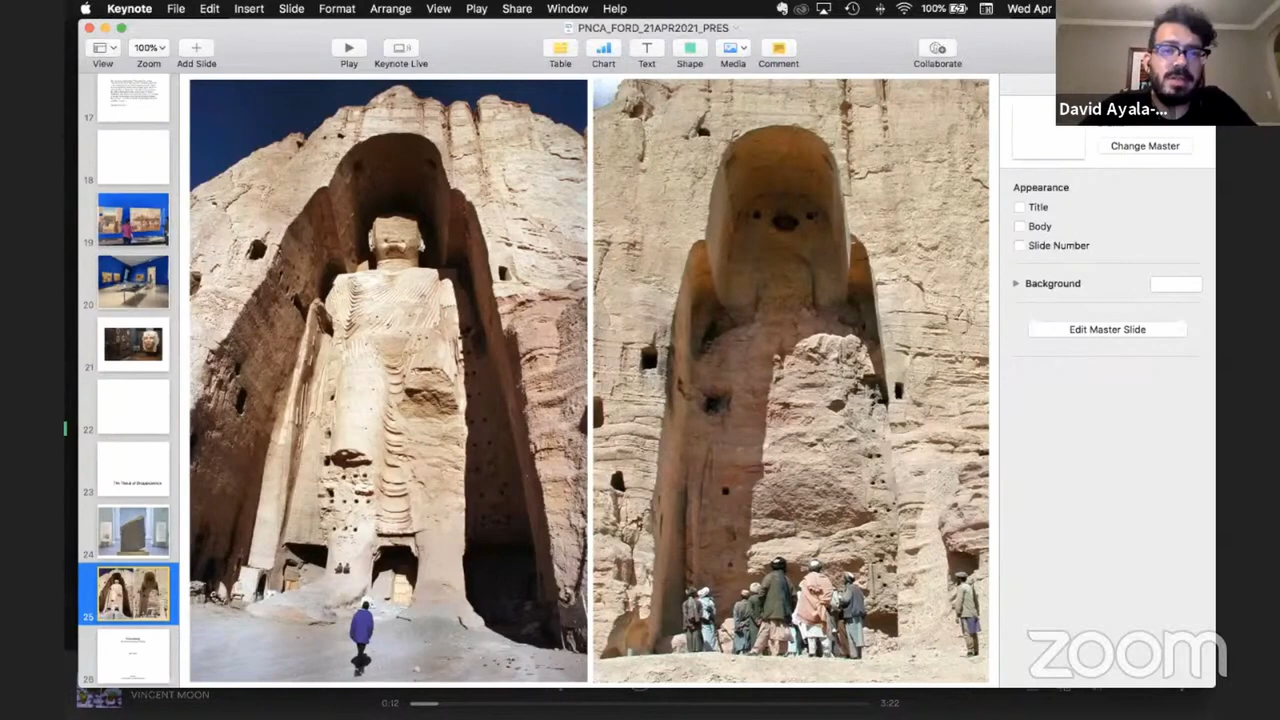 Keynote File Edit Insert Slide Format Arrange View Play Share Window Help 100% Wed Apr
PNCA_FORD_21APR2021_PRES
100%
View Zoom Add Slide Play Keynote Live Table Chart Text Shape Media Comment Collaborate
David Ayala-...
Change Master
Appearance
Title
Body
Slide Number
Background
Edit Master Slide
17
18
19
20
21
22
23
24
25
26
zoom
VINCENT MOON
0:12
3:22